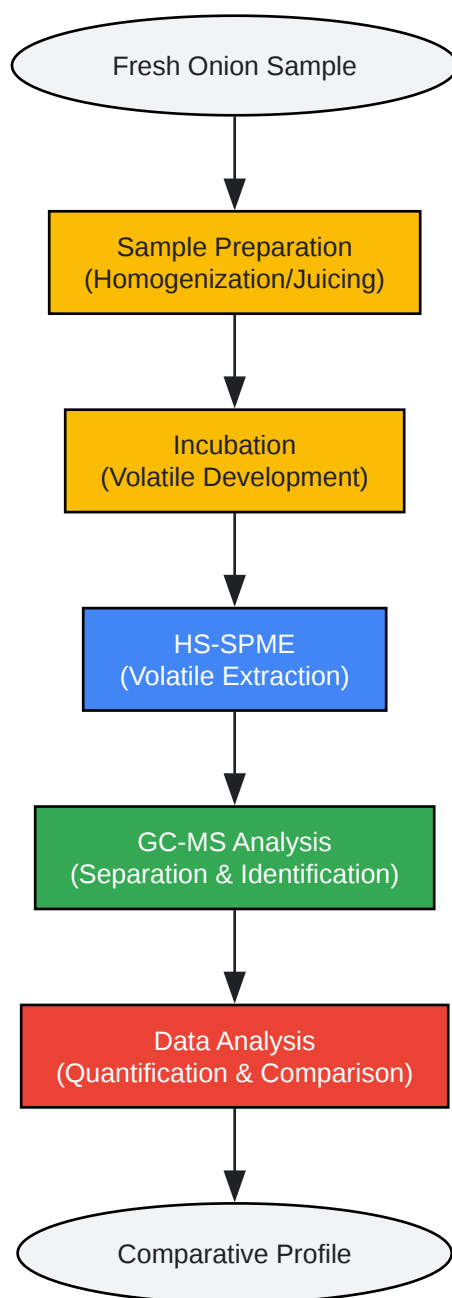 Fresh Onion Sample
Sample Preparation
(Homogenization/Juicing)
Incubation
(Volatile Development)
HS-SPME
(Volatile Extraction)
GC-MS Analysis
(Separation & Identification)
Data Analysis
(Quantification & Comparison)
Comparative Profile